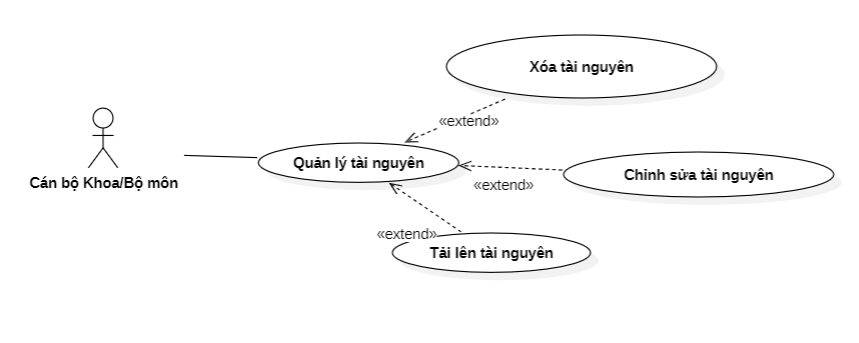 Xóa tài nguyên
«extend»
Quản lý tài nguyên
Cán bộ Khoa/Bộ môn
«extend»
Chỉnh sửa tài nguyên
«extend»
Tải lên tài nguyên